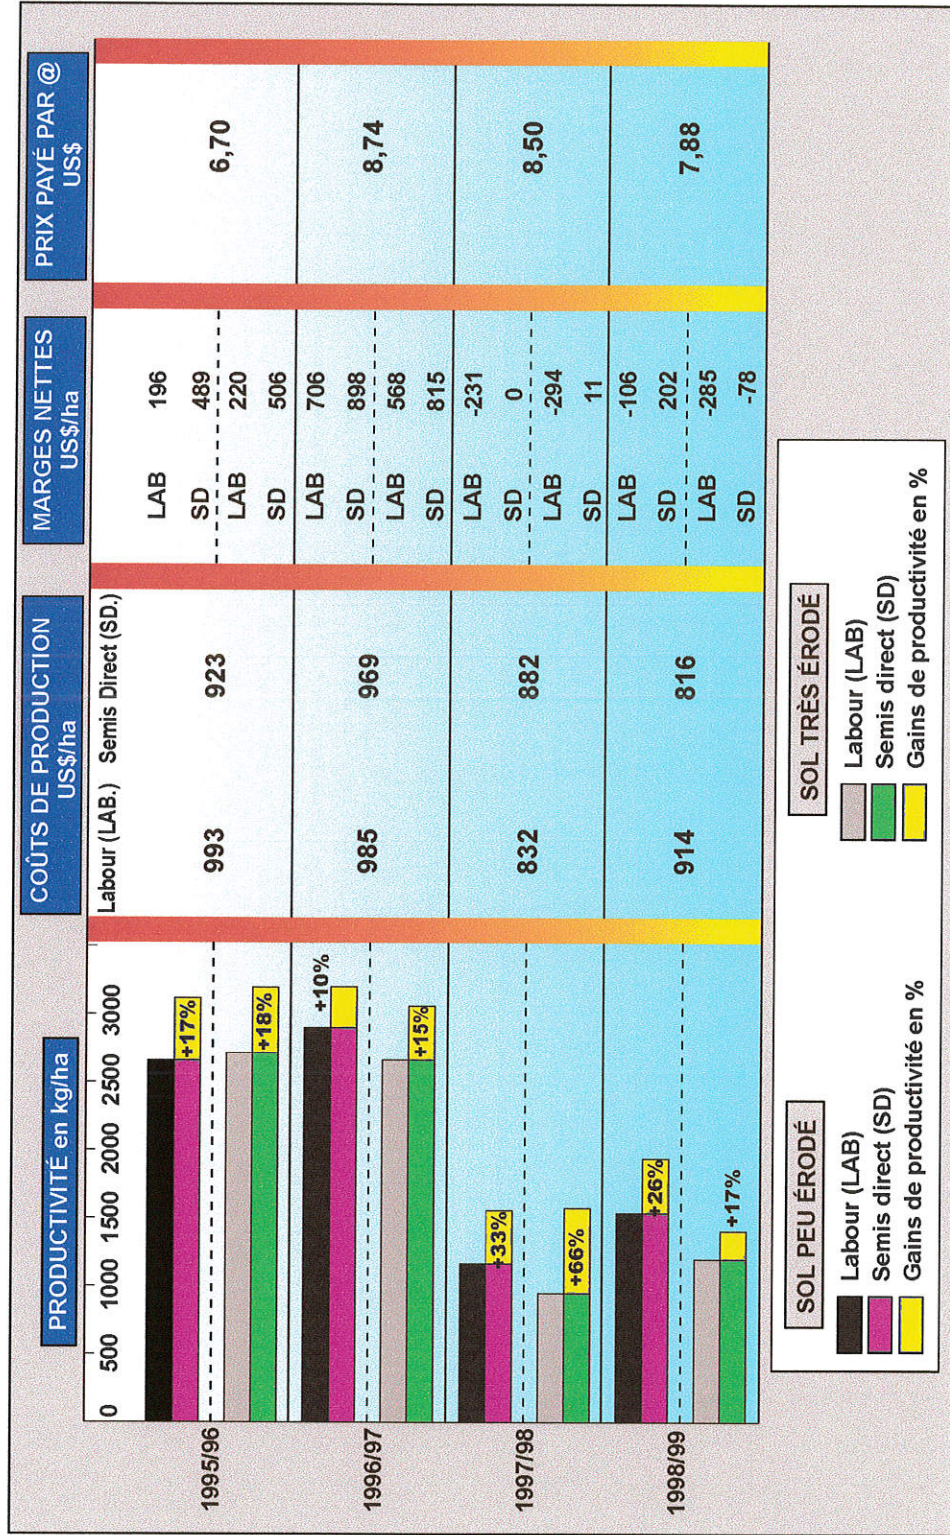 PRODUCTIVITÉ en kg/ha
COÛTS DE PRODUCTION
US$/ha
MARGES NETTES
US$/ha
PRIX PAYÉ PAR @
US$
0 500 1000 1500 2000 2500 3000
Labour (LAB.) Semis Direct (SD.)
1995/96
+17%
+18%
993 923
LAB 196
SD 489
LAB 220
SD 506
6,70
1996/97
+10%
+15%
985 969
LAB 706
SD 898
LAB 568
SD 815
8,74
1997/98
+33%
+66%
832 882
LAB -231
SD 0
LAB -294
SD 11
8,50
1998/99
+26%
+17%
914 816
LAB -106
SD 202
LAB -285
SD -78
7,88
SOL PEU ÉRODÉ
Labour (LAB)
Semis direct (SD)
Gains de productivité en %
SOL TRÈS ÉRODÉ
Labour (LAB)
Semis direct (SD)
Gains de productivité en %